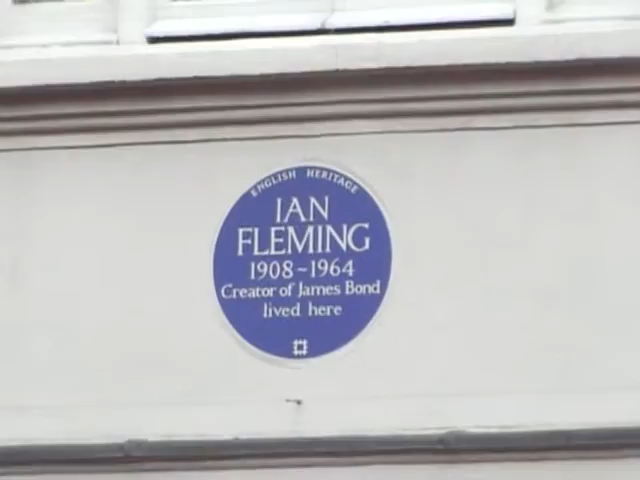 ENGLISH HERITAGE
IAN
FLEMING
1908~1964
Creator of James Bond
lived here